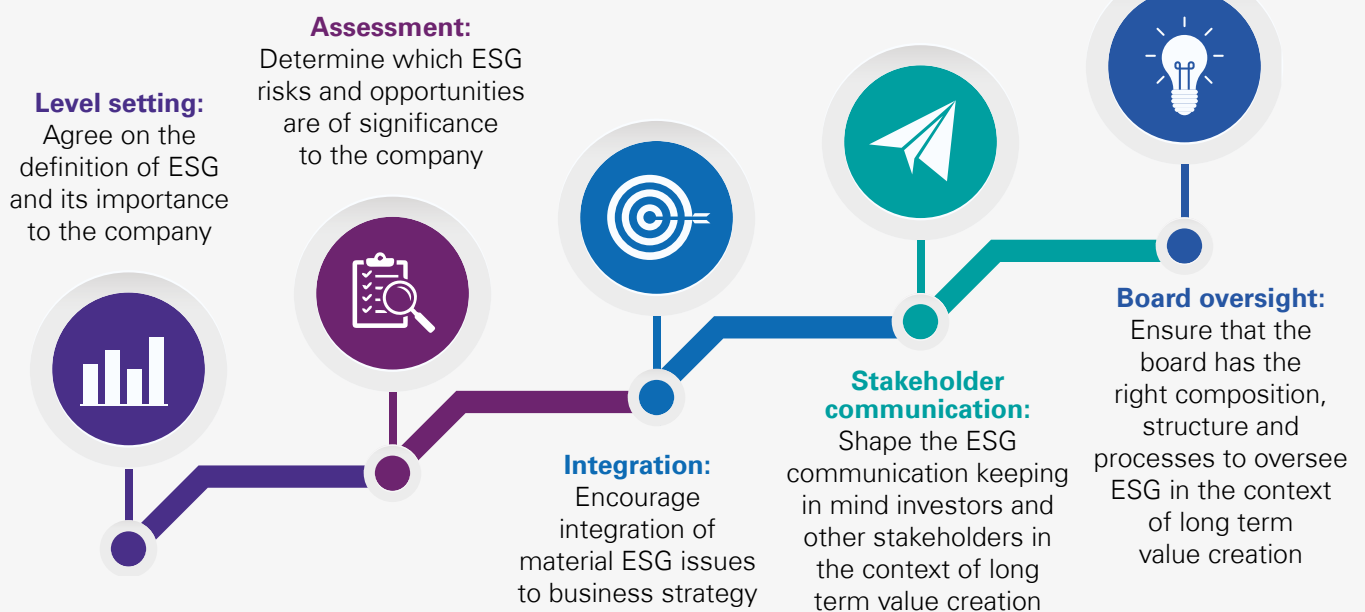 Level setting:
Agree on the
definition of ESG
and its importance
to the company
Assessment:
Determine which ESG
risks and opportunities
are of significance
to the company
Integration:
Encourage
integration of
material ESG issues
to business strategy
Stakeholder
communication:
Shape the ESG
communication keeping
in mind investors and
other stakeholders in
the context of long
term value creation
Board oversight:
Ensure that the
board has the
right composition,
structure and
processes to oversee
ESG in the context
of long term
value creation